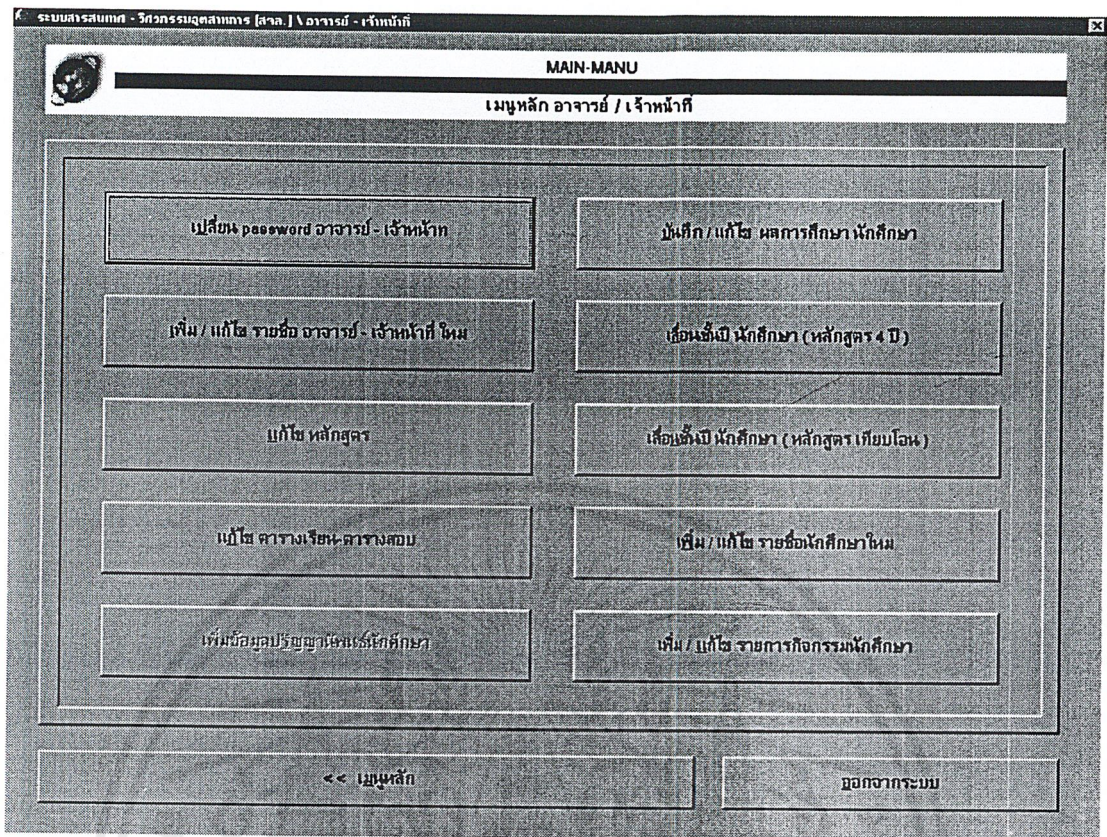 ระบบสารสนเทศ - วิศวกรรมอุตสาหการ [สจล.] \ อาจารย์ - เจ้าหน้าที่
MAIN-MANU
เมนูหลัก อาจารย์ / เจ้าหน้าที่
เปลี่ยน password อาจารย์ - เจ้าหน้าท
บันทึก / แก้ไข ผลการศึกษา นักศึกษา
เพิ่ม / แก้ไข รายชื่อ อาจารย์ - เจ้าหน้าที่ ใหม่
เลื่อนชั้นปี นักศึกษา ( หลักสูตร 4 ปี )
แก้ไข หลักสูตร
เลื่อนชั้นปี นักศึกษา ( หลักสูตร เทียบโอน )
แก้ไข ตารางเรียน-ตารางสอบ
เพิ่ม / แก้ไข รายชื่อนักศึกษาใหม่
เพิ่มข้อมูลปริญญานิพนธ์นักศึกษา
เพิ่ม / แก้ไข รายการกิจกรรมนักศึกษา
<< เมนูหลัก
ออกจากระบบ